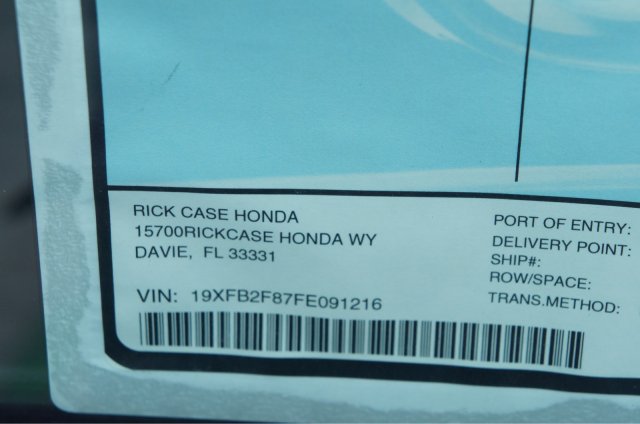 RICK CASE HONDA
15700RICKCASE HONDA WY
DAVIE, FL 33331
VIN: 19XFB2F87FE091216
PORT OF ENTRY:
DELIVERY POINT:
SHIP#:
ROW/SPACE:
TRANS.METHOD: